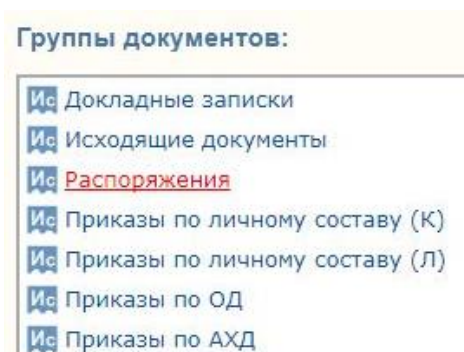 Группы документов:
Ис Докладные записки
Ис Исходящие документы
Ис Распоряжения
Ис Приказы по личному составу (К)
Ис Приказы по личному составу (Л)
Ис Приказы по ОД
Ис Приказы по АХД